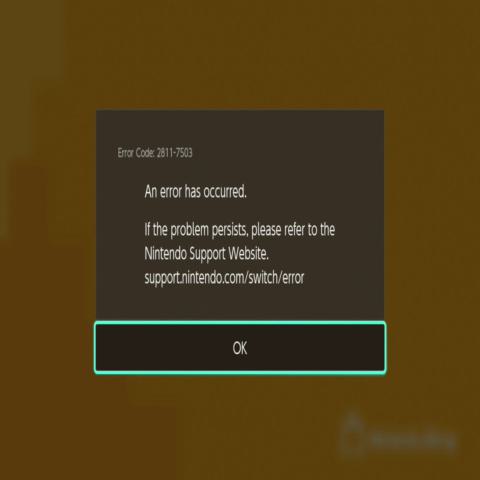 Error Code: 2811-7503
An error has occurred.
If the problem persists, please refer to the
Nintendo Support Website.
support.nintendo.com/switch/error
OK